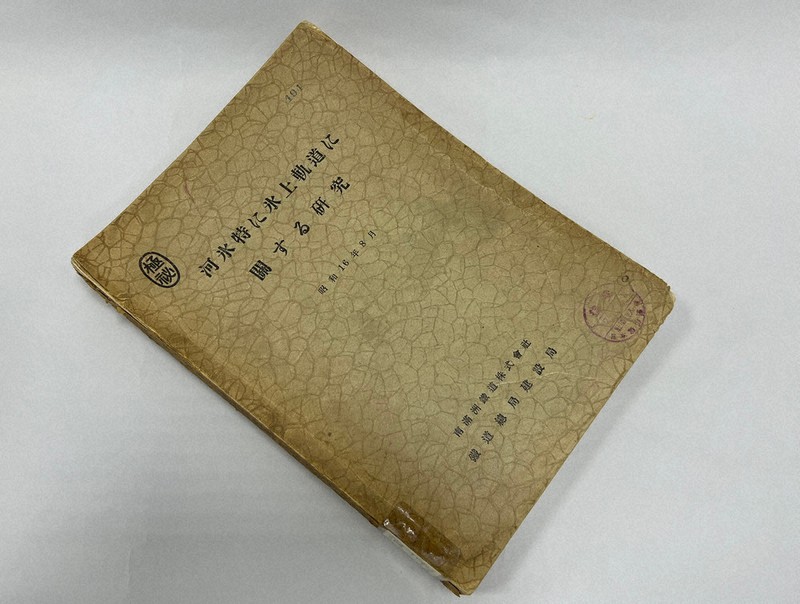 101
極秘
河氷特に氷上軌道に
關する研究
昭和16年8月
南滿洲鐵道株式會社
鐵道總局建設局